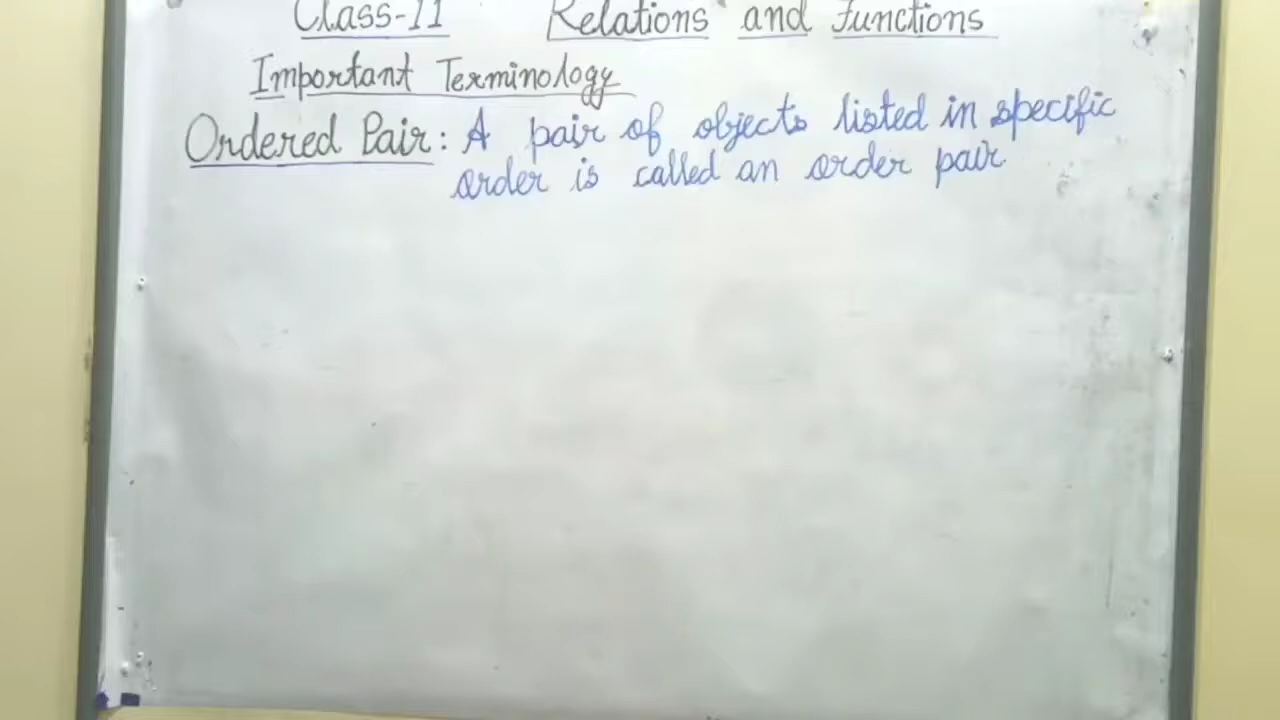 Class-11 Relations and Functions
Important Terminology
Ordered Pair: A pair of objects listed in specific
order is called an order pair